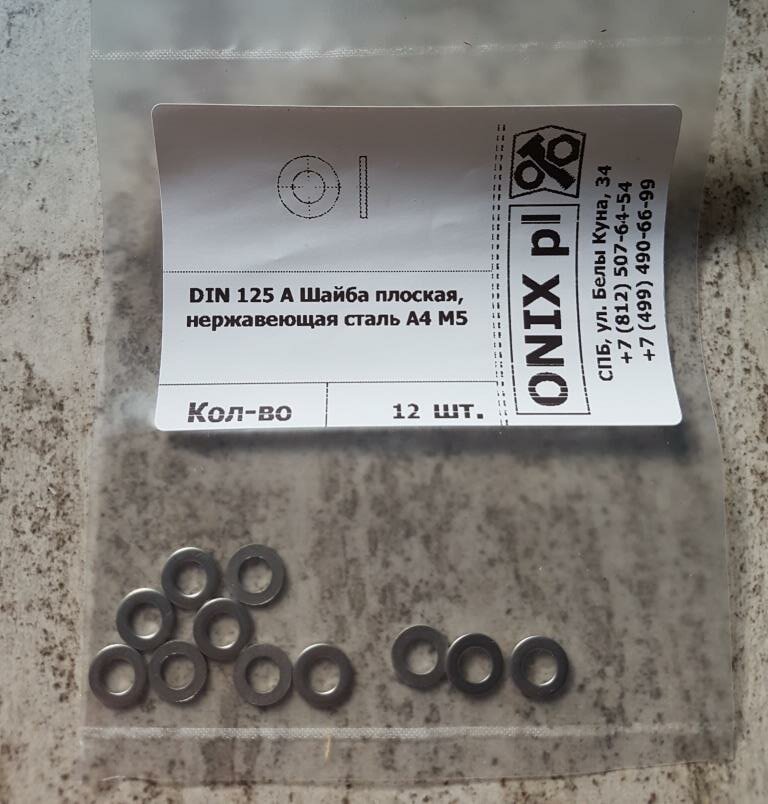 DIN 125 A Шайба плоская,
нержавеющая сталь А4 М5
Кол-во 12 шт.
ONIX pl
СПБ, ул. Белы Куна, 34
+7 (812) 507-64-54
+7 (499) 490-66-99